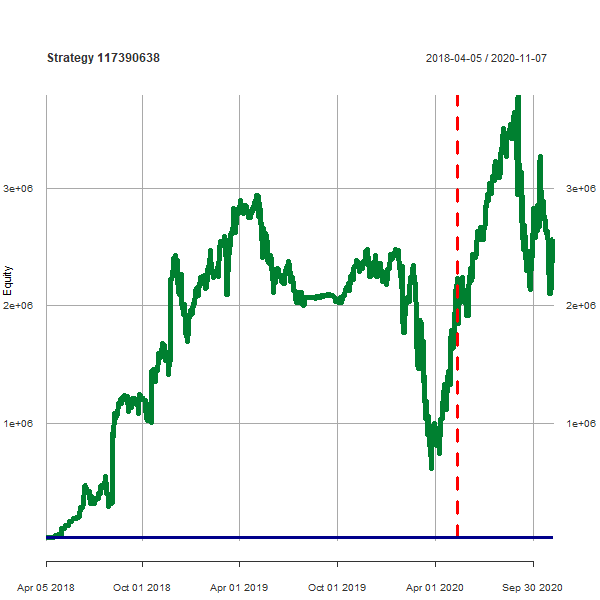 Strategy 117390638
2018-04-05 / 2020-11-07
3e+06
3e+06
Equity
2e+06
2e+06
1e+06
1e+06
Apr 05 2018
Oct 01 2018
Apr 01 2019
Oct 01 2019
Apr 01 2020
Sep 30 2020